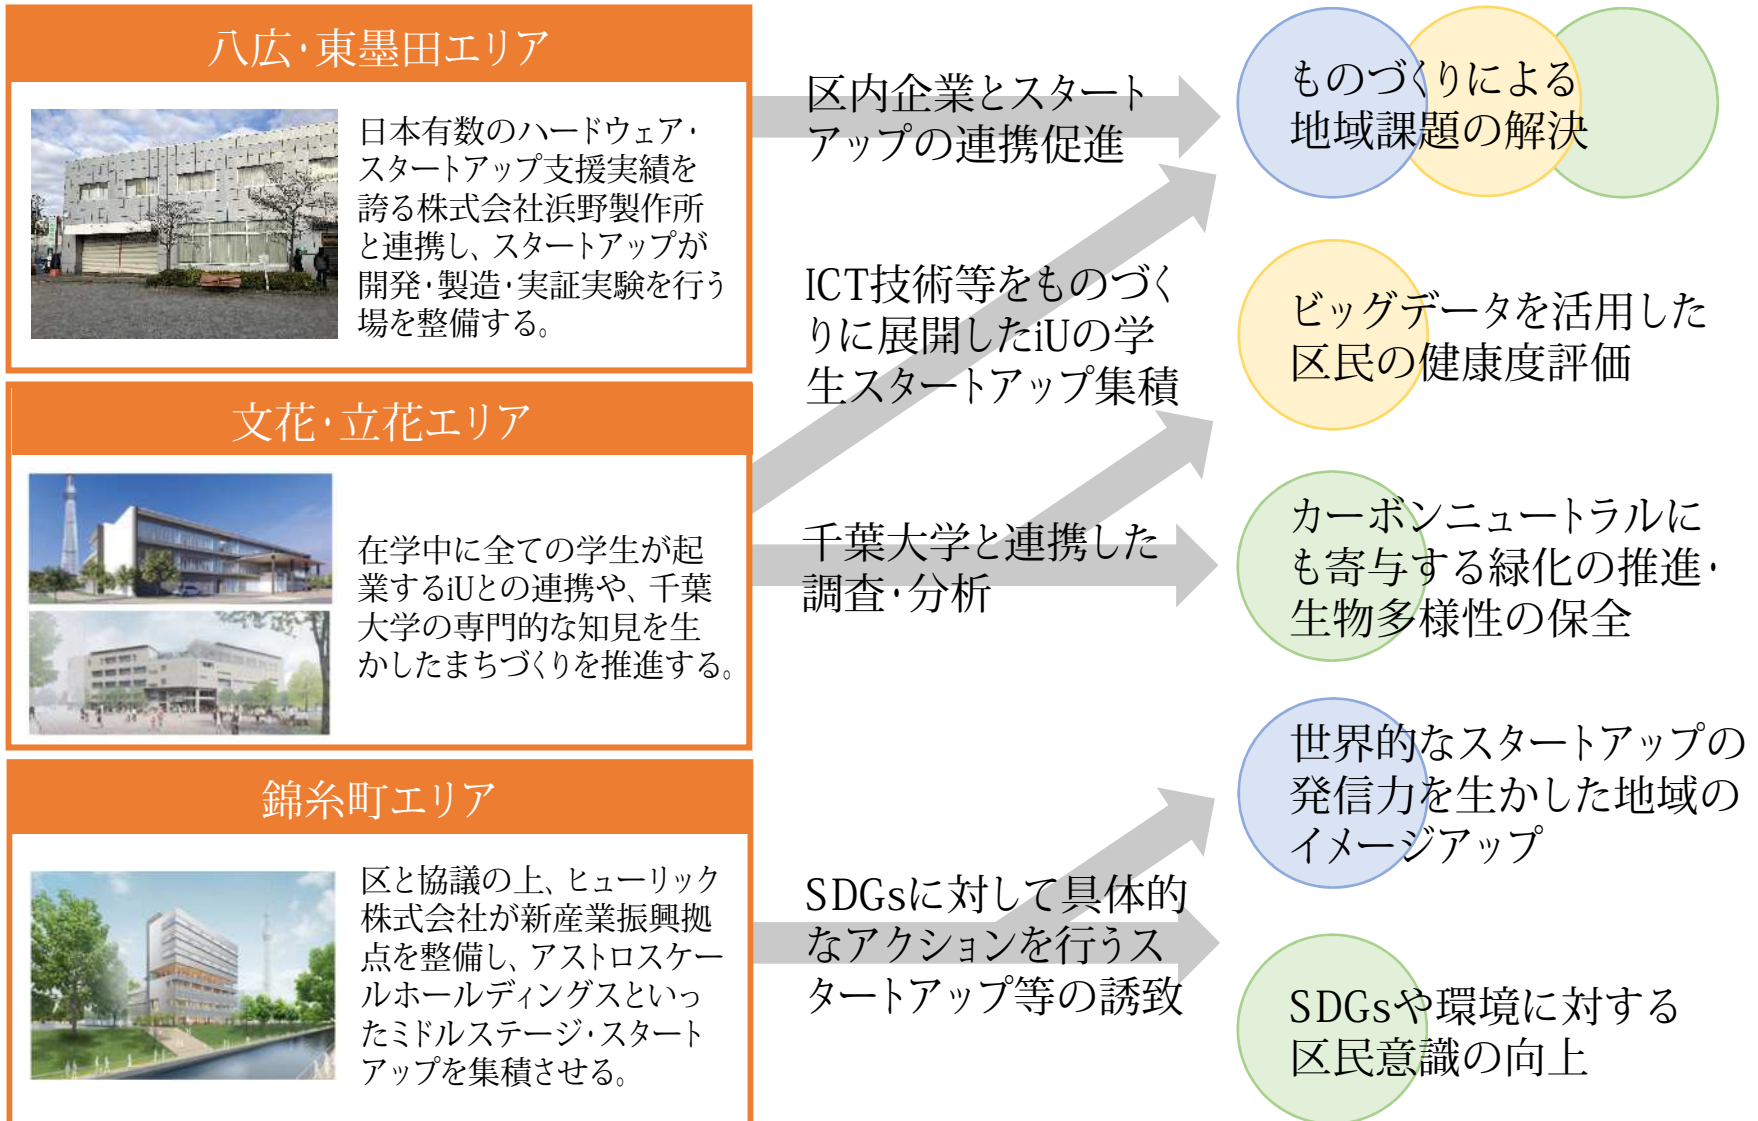 八広・東墨田エリア
日本有数のハードウェア・
スタートアップ支援実績を
誇る株式会社浜野製作所
と連携し、スタートアップが
開発・製造・実証実験を行う
場を整備する。
文花・立花エリア
在学中に全ての学生が起
業するiUとの連携や、千葉
大学の専門的な知見を生
かしたまちづくりを推進する。
錦糸町エリア
区と協議の上、ヒューリック
株式会社が新産業振興拠
点を整備し、アストロスケー
ルホールディングスといっ
たミドルステージ・スタート
アップを集積させる。
区内企業とスタート
アップの連携促進
ICT技術等をものづく
りに展開したiUの学
生スタートアップ集積
千葉大学と連携した
調査・分析
SDGsに対して具体的
なアクションを行うス
タートアップ等の誘致
ものづくりによる
地域課題の解決
ビッグデータを活用した
区民の健康度評価
カーボンニュートラルに
も寄与する緑化の推進・
生物多様性の保全
世界的なスタートアップの
発信力を生かした地域の
イメージアップ
SDGsや環境に対する
区民意識の向上